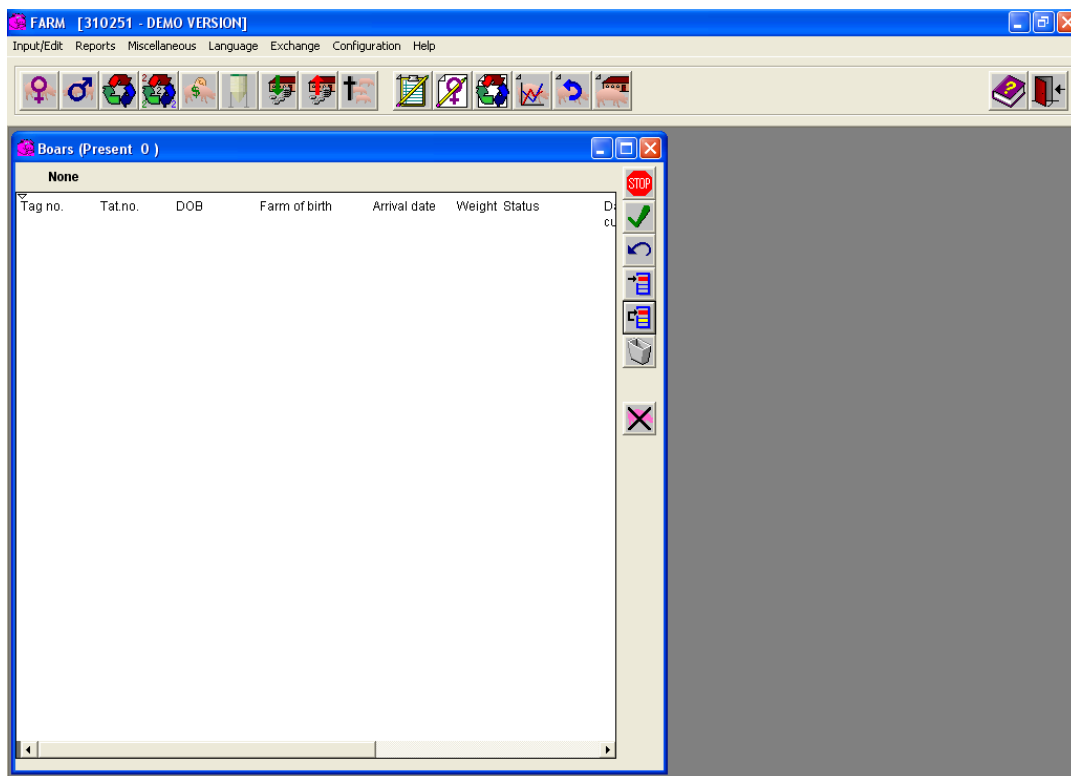 FARM [310251 - DEMO VERSION]
Input/Edit Reports Miscellaneous Language Exchange Configuration Help
Boars (Present 0 )
None
STOP
Tag no. Tat.no. DOB Farm of birth Arrival date Weight Status
cu